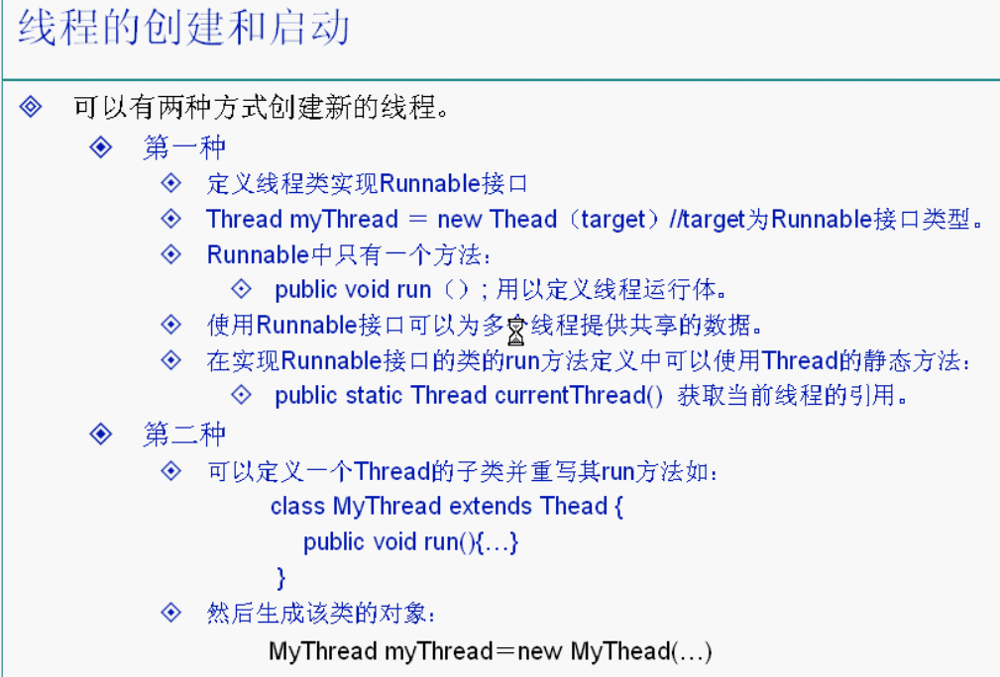 线程的创建和启动
可以有两种方式创建新的线程。
第一种
定义线程类实现Runnable接口
Thread myThread = new Thead（target）//target为Runnable接口类型。
Runnable中只有一个方法：
public void run（）; 用以定义线程运行体。
使用Runnable接口可以为多个线程提供共享的数据。
在实现Runnable接口的类的run方法定义中可以使用Thread的静态方法：
public static Thread currentThread() 获取当前线程的引用。
第二种
可以定义一个Thread的子类并重写其run方法如：
class MyThread extends Thead {
public void run(){...}
}
然后生成该类的对象：
MyThread myThread=new MyThead(...)